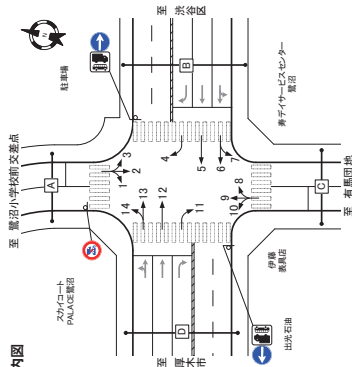 内図
至 鷺沼小学校前 交差点
至 渋谷区
駐車場
寿デイサービスセンター
鷺沼
スカイコート
PALACE鷺沼
A
B
C
D
1
2
3
4
5
6
7
8
9
10
11
12
13
14
至 厚木市
伊藤
表具店
出光石油
至 有馬団地